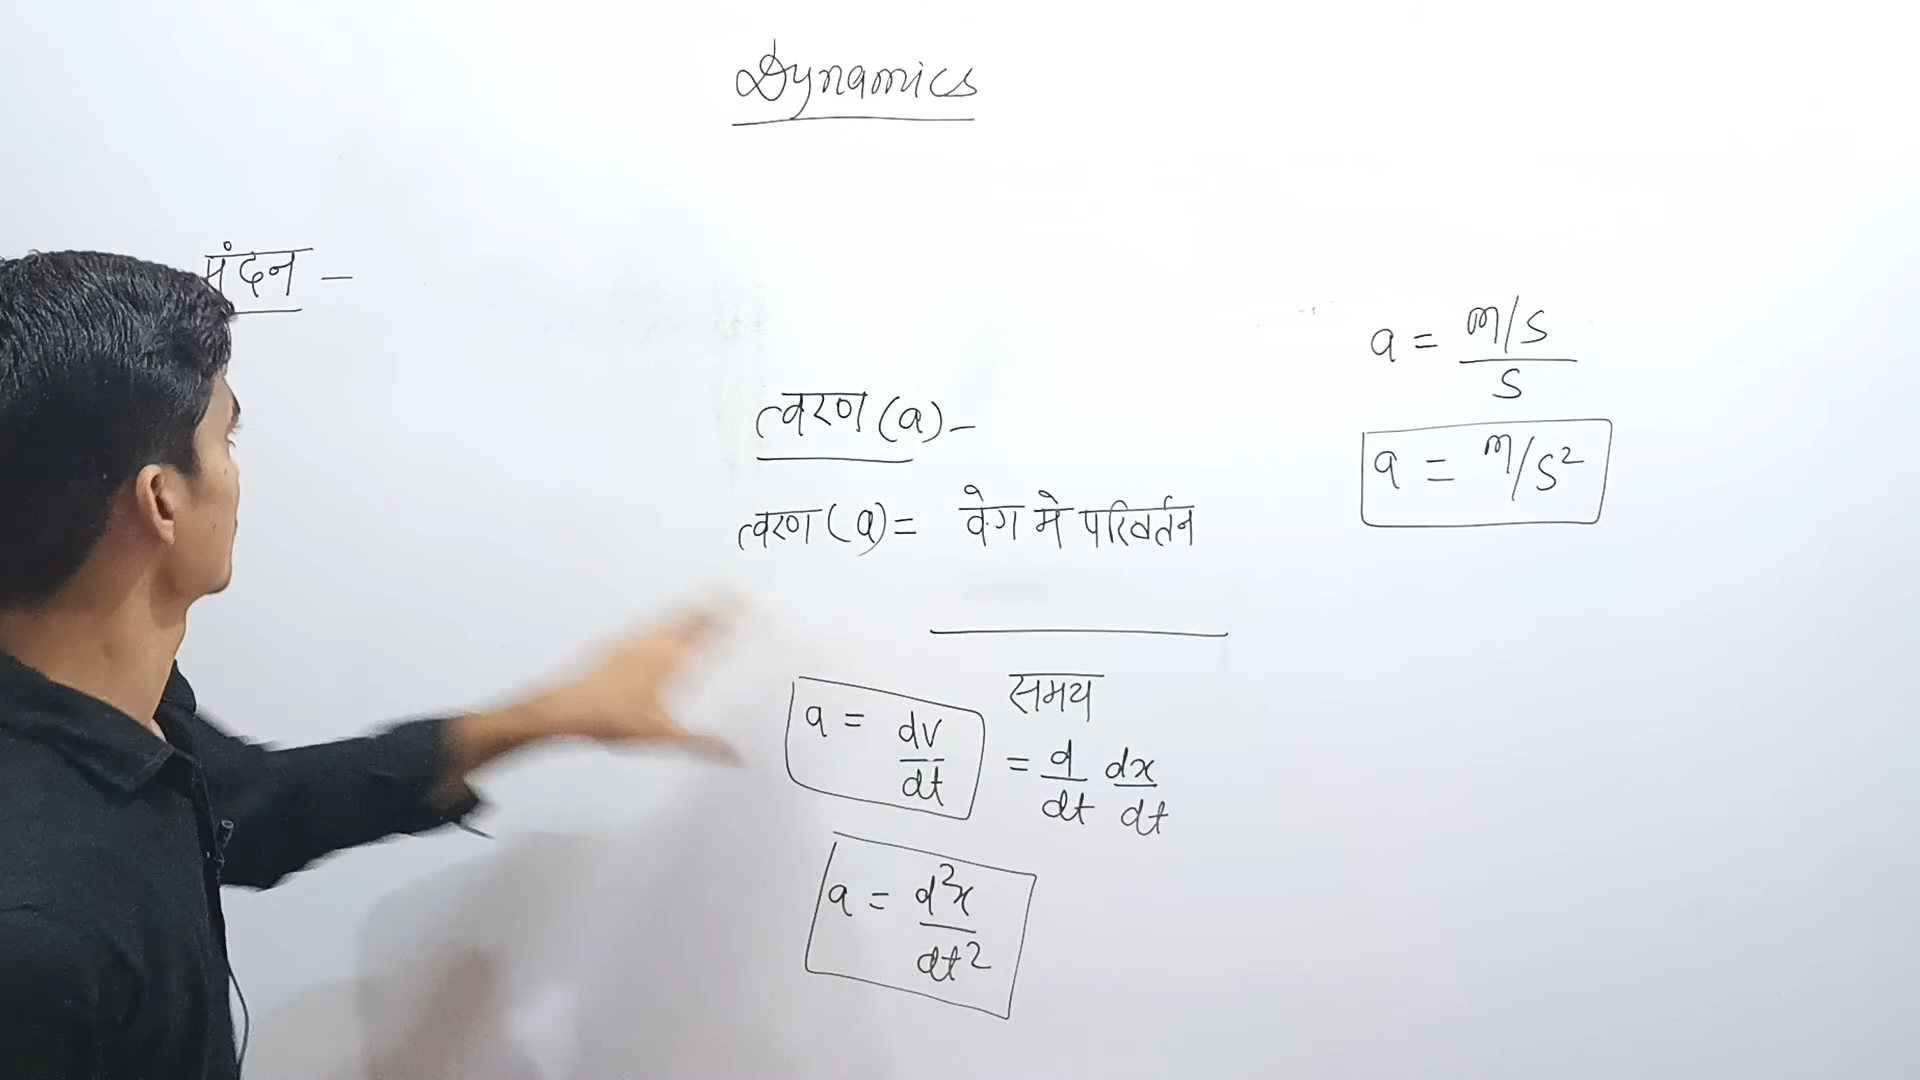 Dynamics
मंदन –
त्वरण (a) –
त्वरण (a) = वेग मे परिवर्तन
समय
a = dv/dt = d/dt dx/dt
a = d²x/dt²
a = m/s / s
a = m/s²